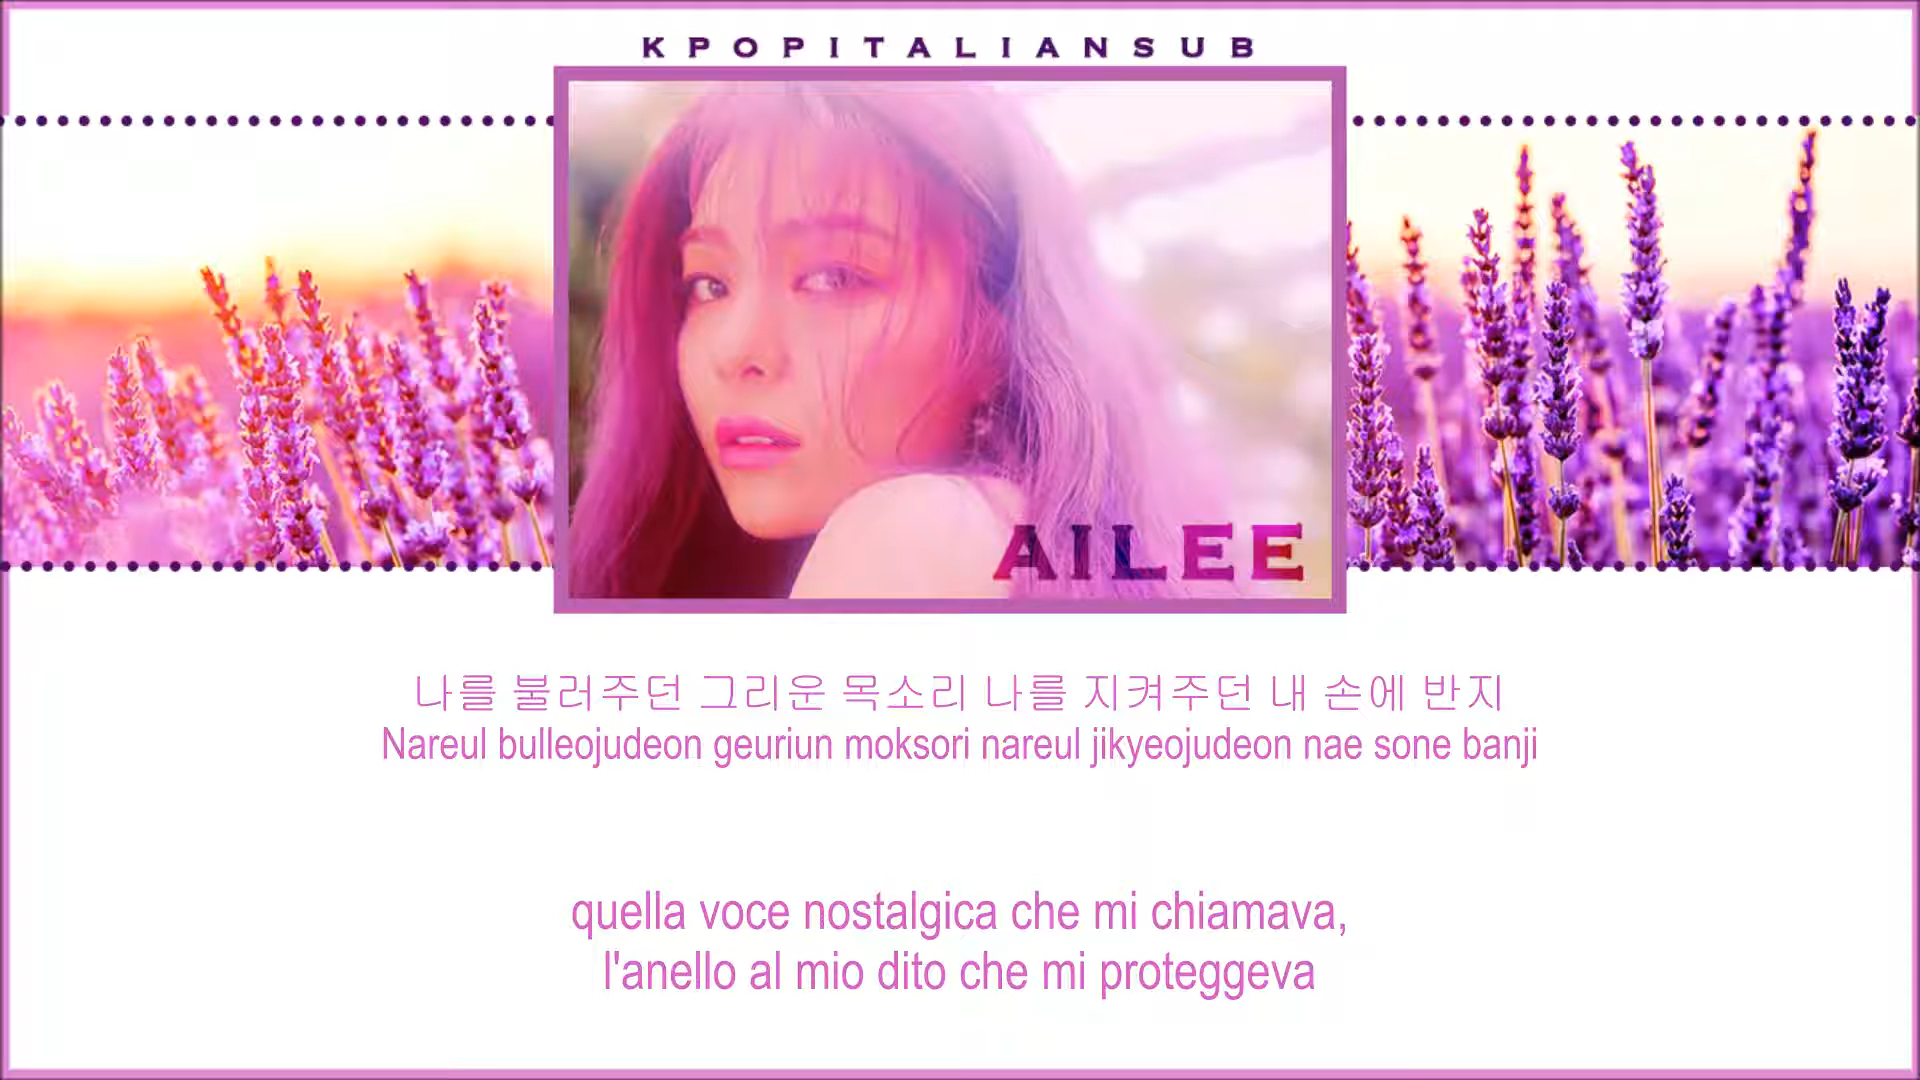 KPOPITALIANSUB
AILEE
나를 불러주던 그리운 목소리 나를 지켜주던 내 손에 반지
Nareul bulleojudeon geuriun moksori nareul jikyeojudeon nae sone banji
quella voce nostalgica che mi chiamava,
l'anello al mio dito che mi proteggeva